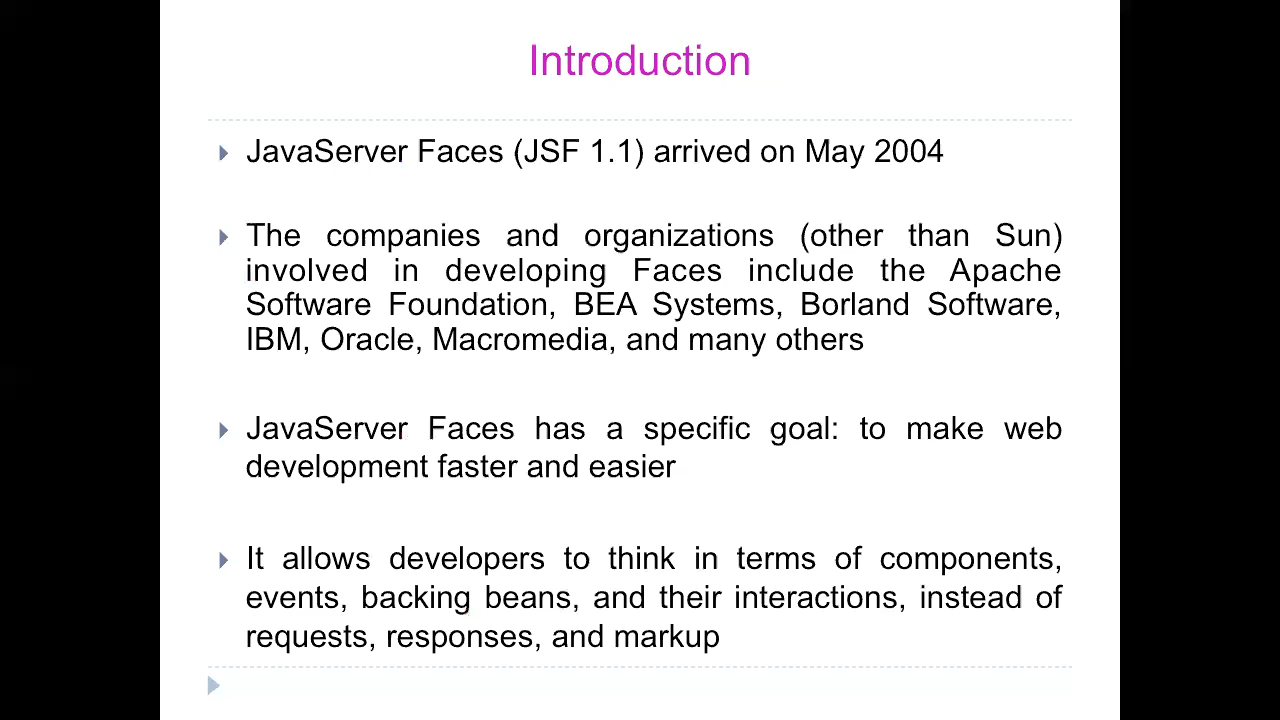 Introduction
JavaServer Faces (JSF 1.1) arrived on May 2004
The companies and organizations (other than Sun)
involved in developing Faces include the Apache
Software Foundation, BEA Systems, Borland Software,
IBM, Oracle, Macromedia, and many others
JavaServer Faces has a specific goal: to make web
development faster and easier
It allows developers to think in terms of components,
events, backing beans, and their interactions, instead of
requests, responses, and markup